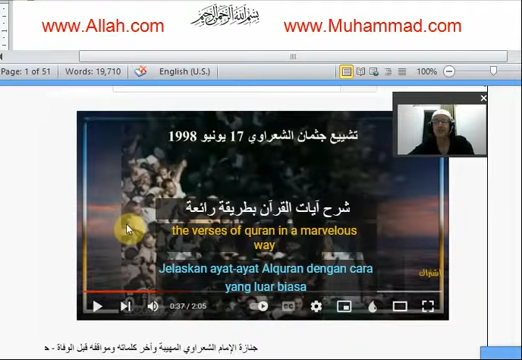 www.Allah.com
بسم الله الرحمن الرحيم
www.Muhammad.com
Page: 1 of 51
Words: 19,710
English (U.S.)
100%
تشييع جثمان الشعراوي 17 يونيو 1998
شرح آيات القرآن بطريقة رائعة
the verses of quran in a marvelous
way
Jelaskan ayat-ayat Alquran dengan cara
yang luar biasa
اشتراك
0:37 / 2:05
جنازة الإمام الشعراوي المهيبة وآخر كلماته ومواقفه قبل الوفاة - ح